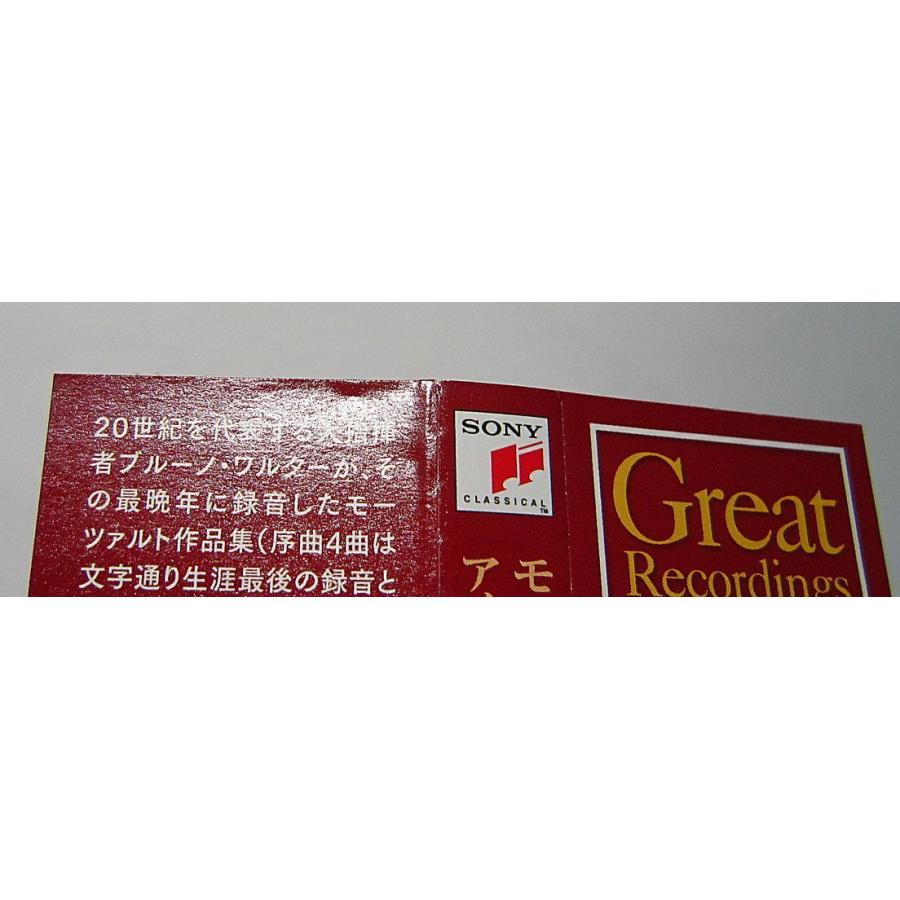 20世紀を代する大指揮
者ブルーノ・ワルターが、そ
の最晩年に録音したモー
ツァルト作品集(序曲4曲は
文字通り生涯最後の録音と
SONY
CLASSICAL™
モ
ア
Great
Recordings